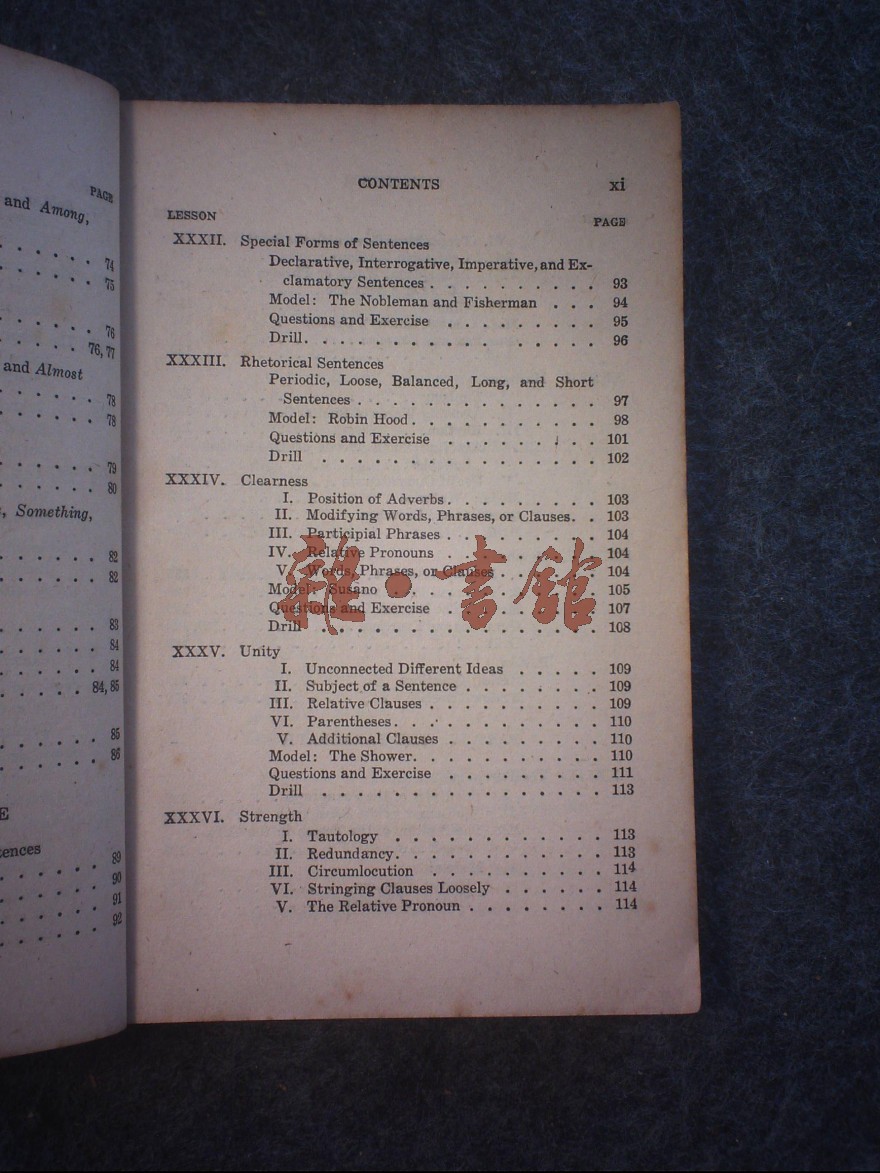 PAGE
and Among,
. . . . . 74
. . . . . 75
. . . . . 76
. . . . . 76, 77
and Almost
. . . . . 78
. . . . . 78
. . . . . 79
. . . . . 80
Something,
. . . . . 82
. . . . . 82
. . . . . 83
. . . . . 84
. . . . . 84
. . . . . 84, 85
. . . . . 85
. . . . . 86
E
tences
. . . . . 89
. . . . . 90
. . . . . 91
. . . . . 92
CONTENTS xi
LESSON PAGE
XXXII. Special Forms of Sentences
Declarative, Interrogative, Imperative, and Ex-
clamatory Sentences . . . . . . . . . . 93
Model: The Nobleman and Fisherman . . . 94
Questions and Exercise . . . . . . . . . 95
Drill. . . . . . . . . . . . . . . . 96
XXXIII. Rhetorical Sentences
Periodic, Loose, Balanced, Long, and Short
Sentences . . . . . . . . . . . . . . 97
Model: Robin Hood . . . . . . . . . . . 98
Questions and Exercise . . . . . . . . . 101
Drill . . . . . . . . . . . . . . . . 102
XXXIV. Clearness
I. Position of Adverbs . . . . . . . . . 103
II. Modifying Words, Phrases, or Clauses. . 103
III. Participial Phrases . . . . . . . . . 104
IV. Relative Pronouns . . . . . . . . . 104
V. Words, Phrases, or Clauses . . . . . . 104
Model: Susano . . . . . . . . . . . . 105
Questions and Exercise . . . . . . . . . 107
Drill . . . . . . . . . . . . . . . . 108
雜·書館
XXXV. Unity
I. Unconnected Different Ideas . . . . . 109
II. Subject of a Sentence . . . . . . . . 109
III. Relative Clauses . . . . . . . . . . 109
VI. Parentheses . . . . . . . . . . . . 110
V. Additional Clauses . . . . . . . . . 110
Model: The Shower. . . . . . . . . . . 110
Questions and Exercise . . . . . . . . . 111
Drill . . . . . . . . . . . . . . . . 113
XXXVI. Strength
I. Tautology . . . . . . . . . . . . 113
II. Redundancy. . . . . . . . . . . . 113
III. Circumlocution . . . . . . . . . . 114
VI. Stringing Clauses Loosely . . . . . . 114
V. The Relative Pronoun . . . . . . . . 114